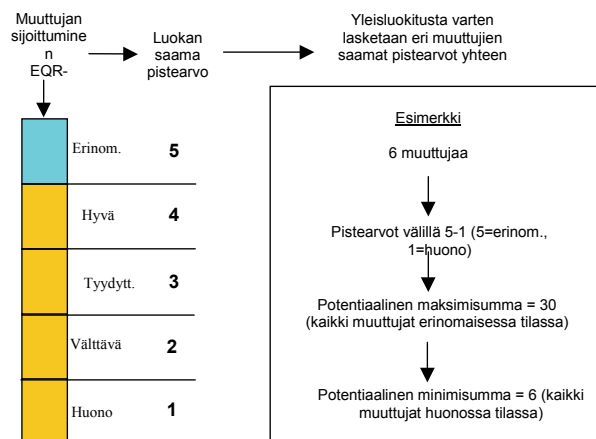 Muuttujan
sijoittumine
n
EQR-
Luokan
saama
pistearvo
Yleisluokitusta varten
lasketaan eri muuttujien
saamat pistearvot yhteen
Erinom. 5
Hyvä 4
Tyydytt. 3
Välttävä 2
Huono 1
Esimerkki
6 muuttujaa
Pistearvot välillä 5-1 (5=erinom.,
1=huono)
Potentiaalinen maksimisumma = 30
(kaikki muuttujat erinomaisessa tilassa)
Potentiaalinen minimisumma = 6 (kaikki
muuttujat huonossa tilassa)